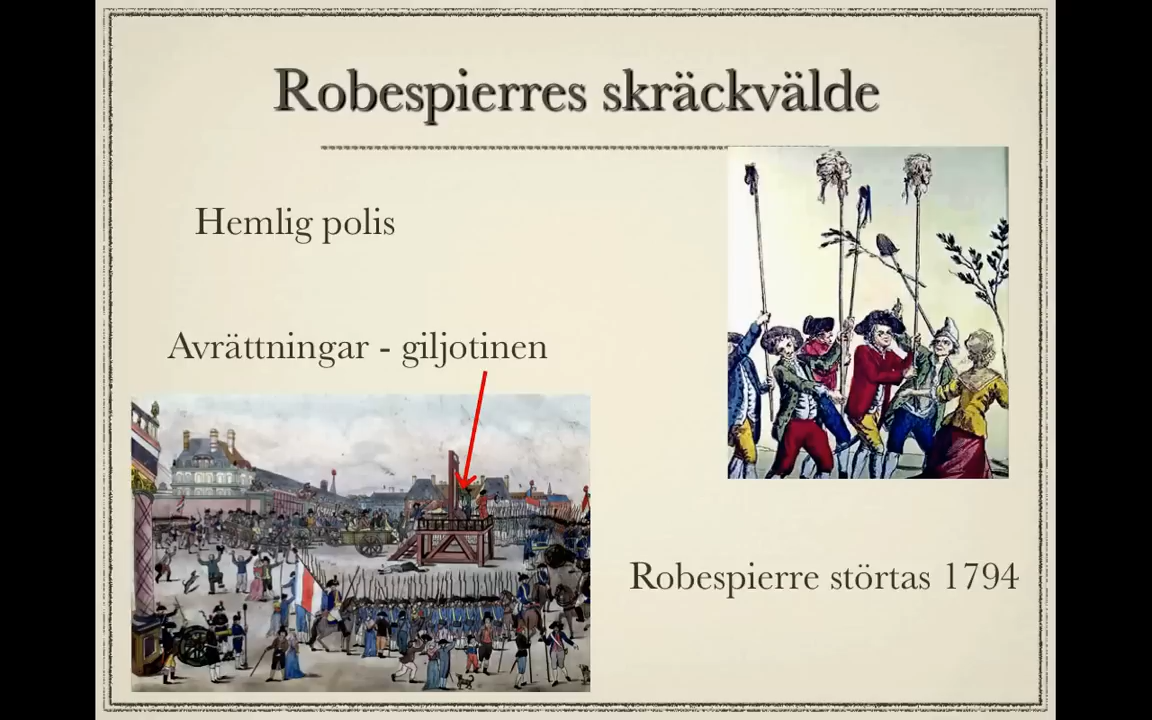 Robespierres skräckvälde
Hemlig polis
Avrättningar - giljotinen
Robespierre störtas 1794